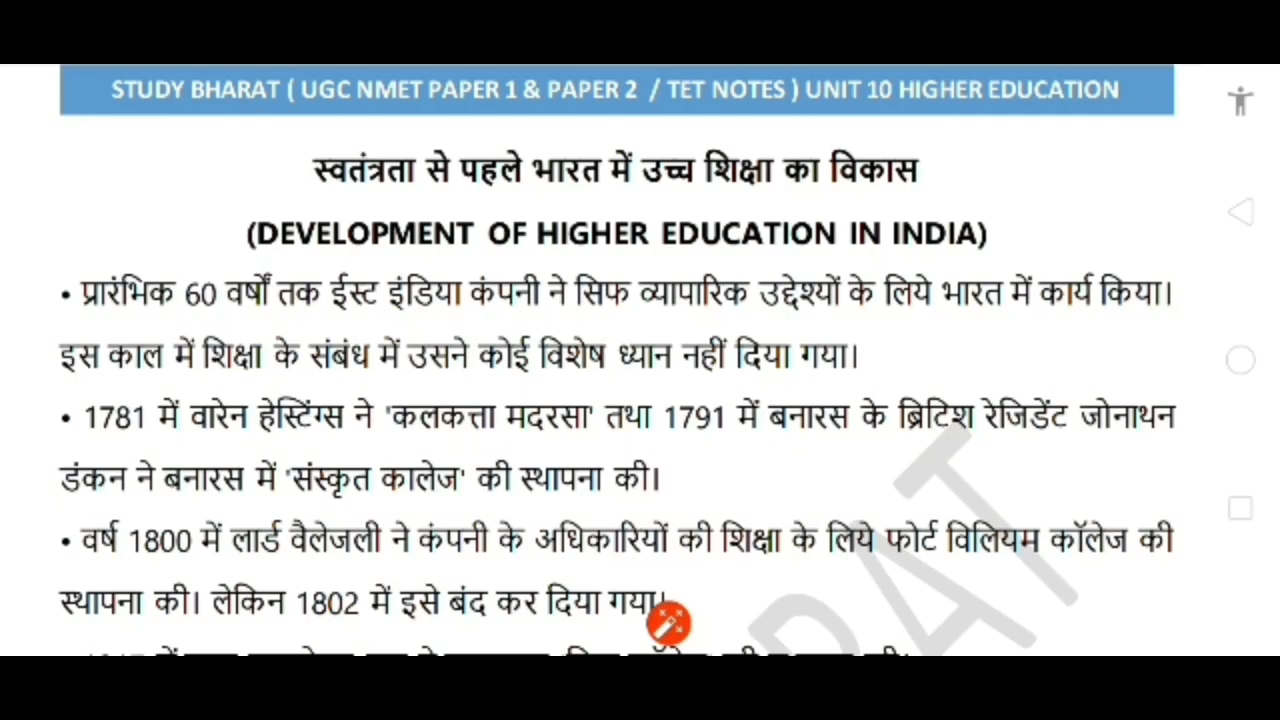 STUDY BHARAT ( UGC NMET PAPER 1 & PAPER 2 / TET NOTES ) UNIT 10 HIGHER EDUCATION
स्वतंत्रता से पहले भारत में उच्च शिक्षा का विकास
(DEVELOPMENT OF HIGHER EDUCATION IN INDIA)
• प्रारंभिक 60 वर्षों तक ईस्ट इंडिया कंपनी ने सिफ व्यापारिक उद्देश्यों के लिये भारत में कार्य किया।
इस काल में शिक्षा के संबंध में उसने कोई विशेष ध्यान नहीं दिया गया।
• 1781 में वारेन हेस्टिंग्स ने 'कलकत्ता मदरसा' तथा 1791 में बनारस के ब्रिटिश रेजिडेंट जोनाथन
डंकन ने बनारस में 'संस्कृत कालेज' की स्थापना की।
• वर्ष 1800 में लार्ड वैलेजली ने कंपनी के अधिकारियों की शिक्षा के लिये फोर्ट विलियम कॉलेज की
स्थापना की। लेकिन 1802 में इसे बंद कर दिया गया।